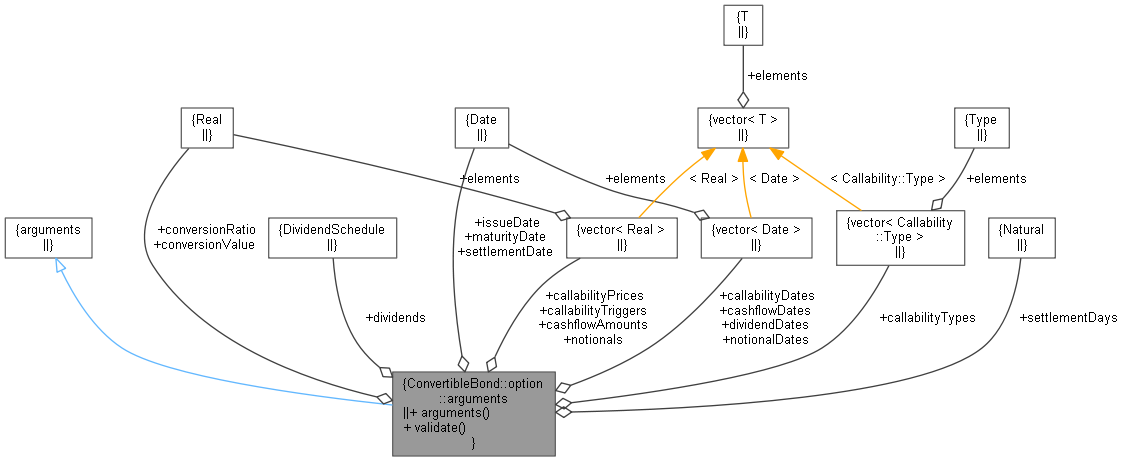 {T
||}
+elements
{Real
||}
{Date
||}
{vector< T >
||}
{Type
||}
+elements
+elements
< Real >
< Date >
< Callability::Type >
+elements
{arguments
||}
+conversionRatio
+conversionValue
{DividendSchedule
||}
+issueDate
+maturityDate
+settlementDate
{vector< Real >
||}
{vector< Date >
||}
{vector< Callability
::Type >
||}
{Natural
||}
+dividends
+callabilityPrices
+callabilityTriggers
+cashflowAmounts
+notionals
+callabilityDates
+cashflowDates
+dividendDates
+notionalDates
+callabilityTypes
+settlementDays
{ConvertibleBond::option
::arguments
||+ arguments()
+ validate()
}